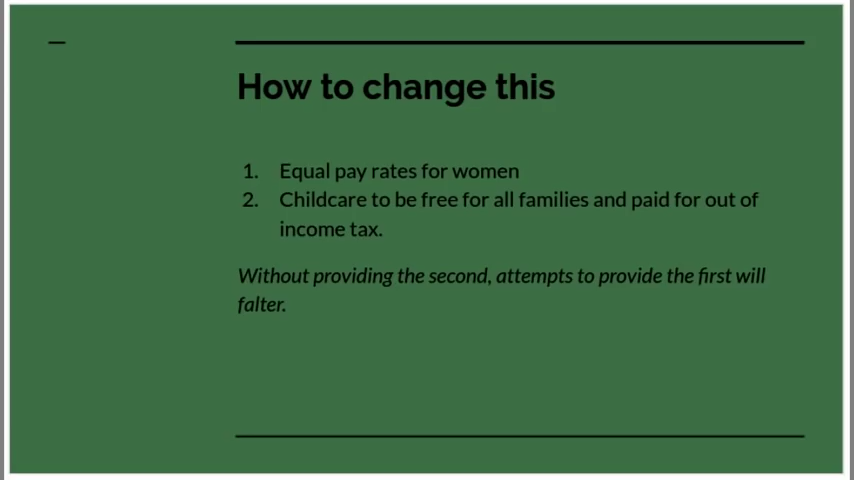 How to change this
1. Equal pay rates for women
2. Childcare to be free for all families and paid for out of
income tax.
Without providing the second, attempts to provide the first will
falter.